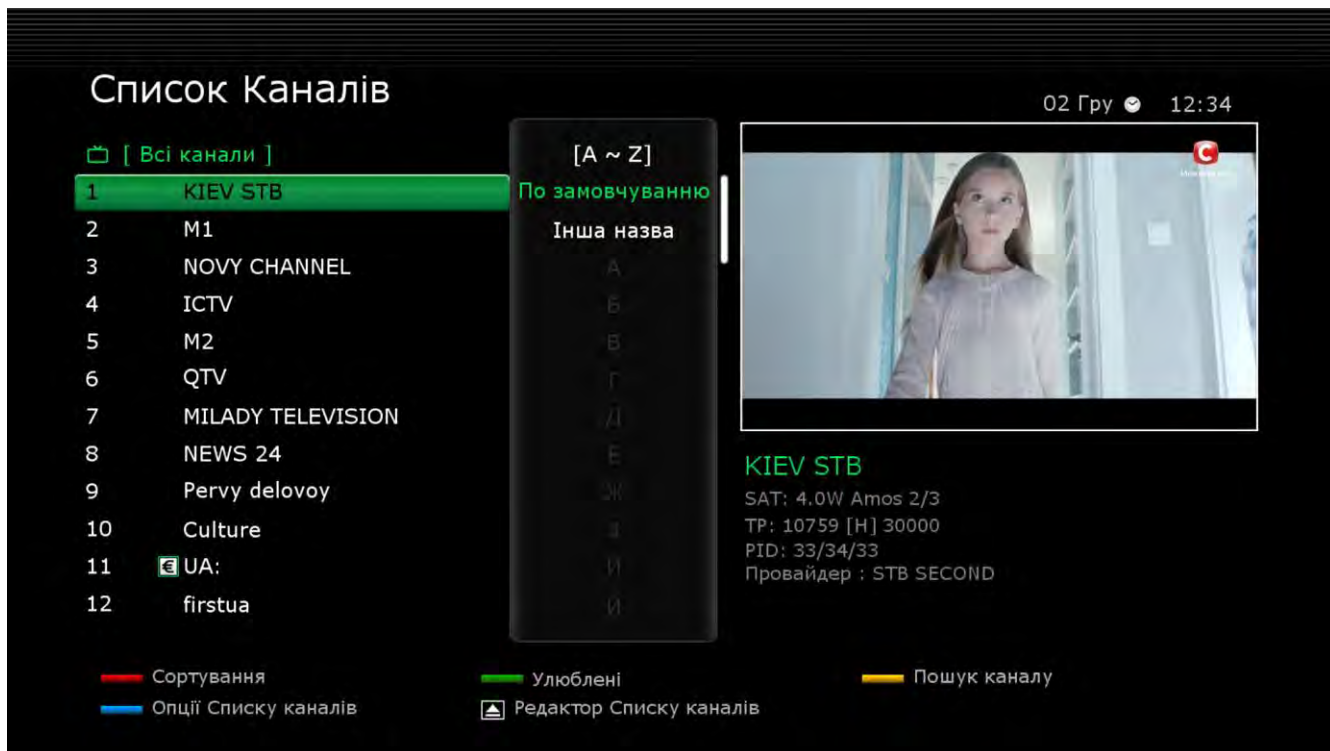 Список Каналів
02 Гру 12:34
[ Всі канали ]
1 KIEV STB
2 M1
3 NOVY CHANNEL
4 ICTV
5 M2
6 QTV
7 MILADY TELEVISION
8 NEWS 24
9 Pervy delovoy
10 Culture
11 € UA:
12 firstua
[A ~ Z]
По замовчуванню
Інша назва
А
Б
В
Г
Д
Е
Ж
И
KIEV STB
SAT: 4.0W Amos 2/3
TP: 10759 [H] 30000
PID: 33/34/33
Провайдер : STB SECOND
Сортування
Улюблені
Пошук каналу
Опції Списку каналів
Редактор Списку каналів